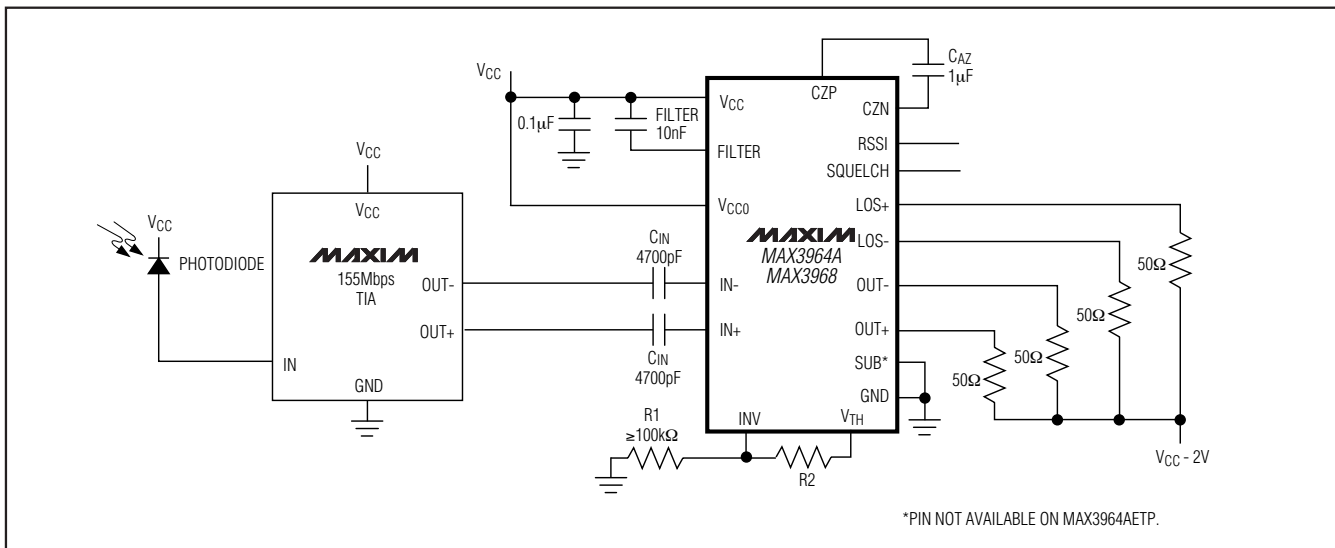 VCC
VCC
PHOTODIODE
VCC
VCC
MAXIM
155Mbps
TIA
OUT-
OUT+
IN
GND
VCC
0.1µF
FILTER
10nF
CIN
4700pF
CIN
4700pF
R1
≥100kΩ
R2
CZP
VCC
CZN
FILTER
RSSI
SQUELCH
VCCO
LOS+
MAXIM
LOS-
MAX3964A
MAX3968
IN-
OUT-
IN+
OUT+
SUB*
GND
INV
VTH
CAZ
1µF
50Ω
50Ω
50Ω
50Ω
VCC - 2V
*PIN NOT AVAILABLE ON MAX3964AETP.